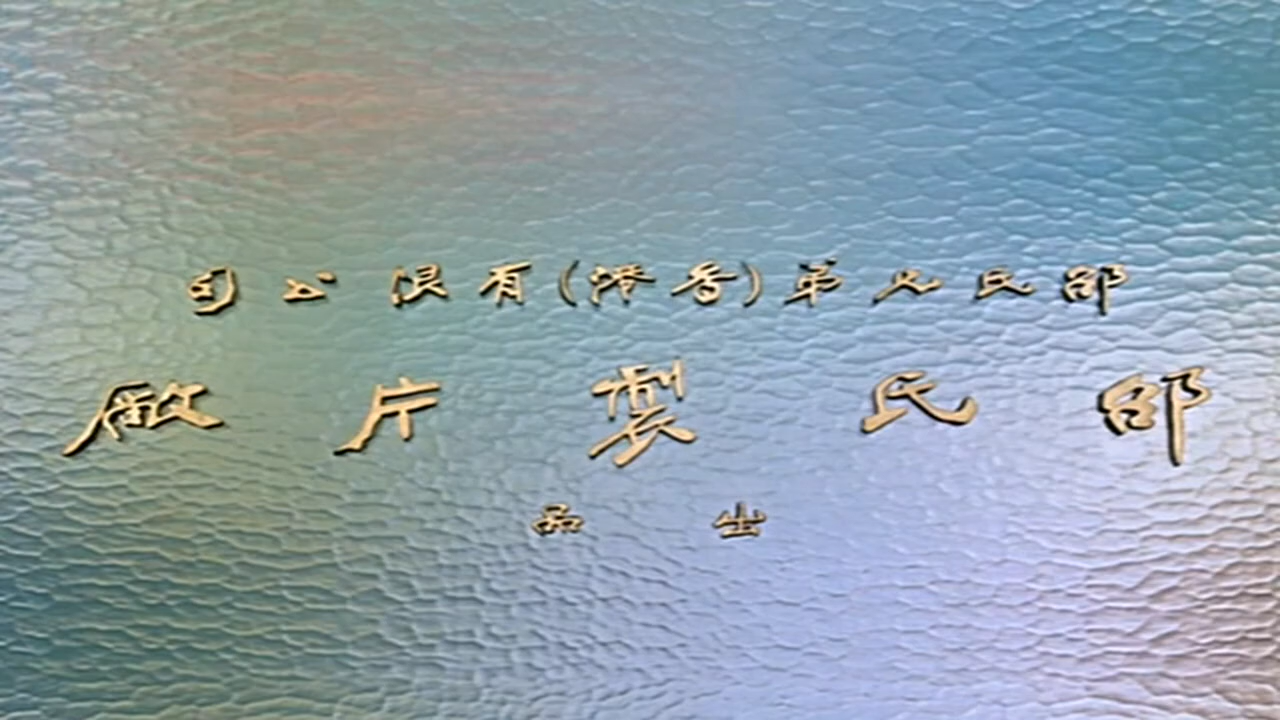 邵氏兄弟(香港)有限公司
邵氏製片廠
出品